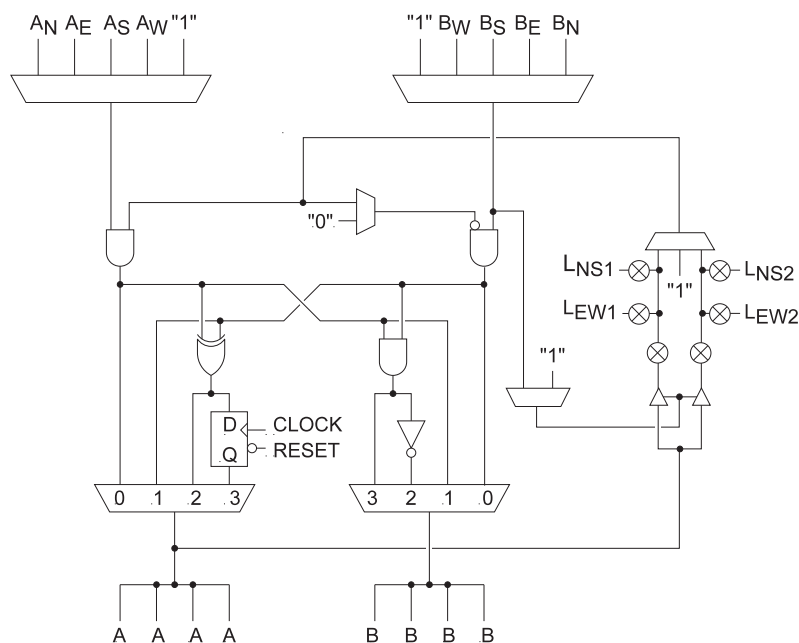 AN AE AS AW "1" "1" BW BS BE BN
"0"
LNS1 "1" LNS2
LEW1 LEW2
"1"
D CLOCK
Q RESET
0 1 2 3 3 2 1 0
A A A A B B B B